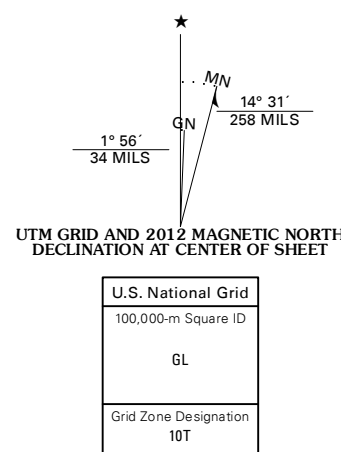 MN
GN
14° 31´
258 MILS
1° 56´
34 MILS
UTM GRID AND 2012 MAGNETIC NORTH
DECLINATION AT CENTER OF SHEET
U.S. National Grid
100,000-m Square ID
GL
Grid Zone Designation
10T